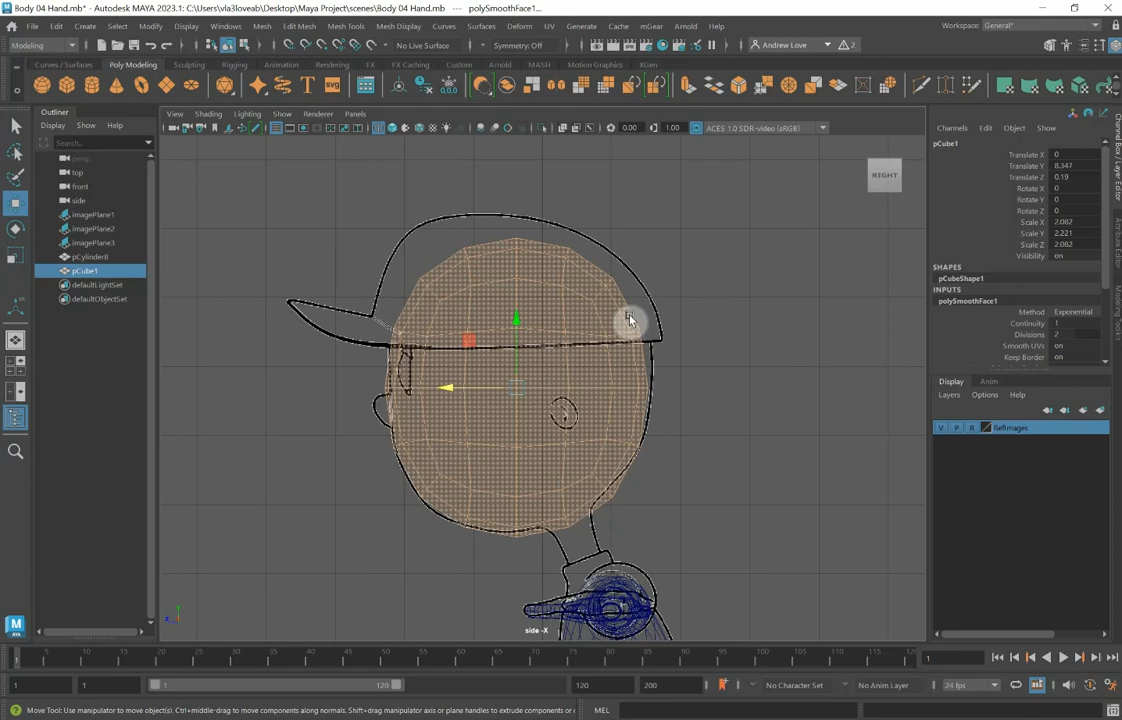 Body 04 Hand.mb - Autodesk MAYA 2023.1: C:\Users\vla3loveab\Desktop\Maya Project\scenes\Body 04 Hand.mb --- polySmoothFace1...
File Edit Create Select Modify Display Windows Mesh Edit Mesh Mesh Tools Mesh Display Curves Surfaces Deform UV Generate Cache mGear Arnold Help
Workspace: General*
Modeling
No Live Surface
Symmetry: Off
Andrew Love
2
Curves / Surfaces Poly Modeling Sculpting Rigging Animation Rendering FX FX Caching Custom Arnold MASH Motion Graphics XGen
Outliner
Display Show Help
Search...
persp
top
front
side
imagePlane1
imagePlane2
imagePlane3
pCylinder8
pCube1
defaultLightSet
defaultObjectSet
View Shading Lighting Show Renderer Panels
0.00 1.00 ACES 1.0 SDR-video (sRGB)
RIGHT
side -X
Channels Edit Object Show
pCube1
Translate X 0
Translate Y 8.347
Translate Z 0.19
Rotate X 0
Rotate Y 0
Rotate Z 0
Scale X 2.082
Scale Y 2.221
Scale Z 2.082
Visibility on
SHAPES
pCubeShape1
INPUTS
polySmoothFace1
Method Exponential
Continuity 1
Divisions 2
Smooth UVs on
Keep Border on
Display Anim
Layers Options Help
V P R RefImages
Channel Box / Layer Editor
Attribute Editor
5 10 15 20 25 30 35 40 45 50 55 60 65 70 75 80 85 90 95 100 105 110 115 120
1
1
1 1 120 120 200
No Character Set
No Anim Layer
24 fps
Move Tool: Use manipulator to move object(s). Ctrl+middle-drag to move components along normals. Shift+drag manipulator axis or plane handles to extrude components or
MEL